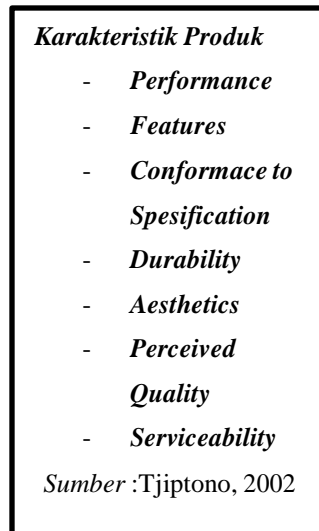 Karakteristik Produk
- Performance
- Features
- Conformace to
Spesification
- Durability
- Aesthetics
- Perceived
Quality
- Serviceability
Sumber :Tjiptono, 2002